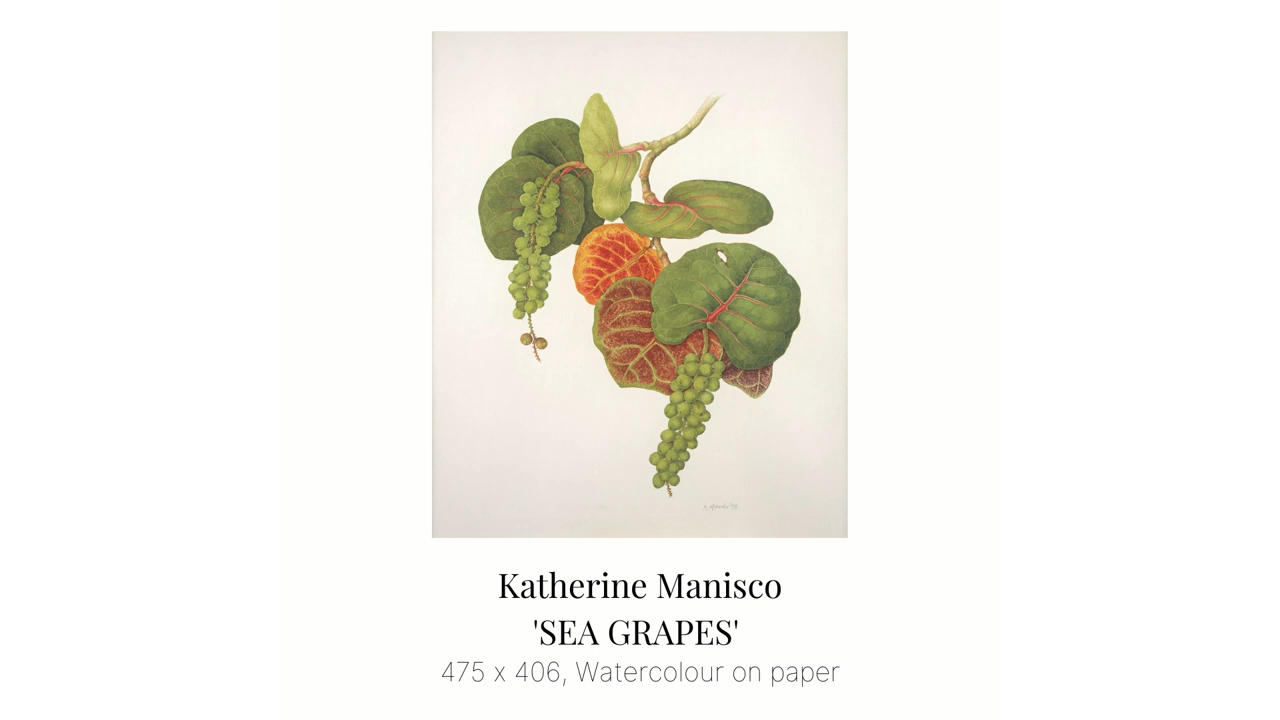 Katherine Manisco
'SEA GRAPES'
475 x 406, Watercolour on paper